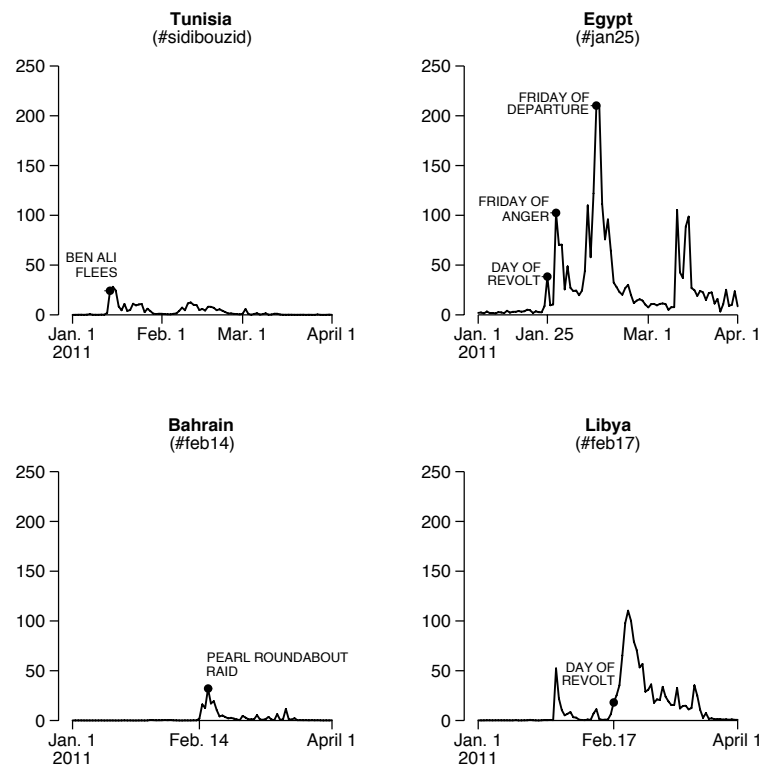 Tunisia
(#sidibouzid)
250
200
150
100
50
0
BEN ALI
FLEES
Jan. 1
2011
Feb. 1
Mar. 1
April 1
Egypt
(#jan25)
250
200
150
100
50
0
FRIDAY OF
DEPARTURE
FRIDAY OF
ANGER
DAY OF
REVOLT
Jan. 1
2011
Jan. 25
Mar. 1
Apr. 1
Bahrain
(#feb14)
250
200
150
100
50
0
PEARL ROUNDABOUT
RAID
Jan. 1
2011
Feb. 14
April 1
Libya
(#feb17)
250
200
150
100
50
0
DAY OF
REVOLT
Jan. 1
2011
Feb.17
April 1